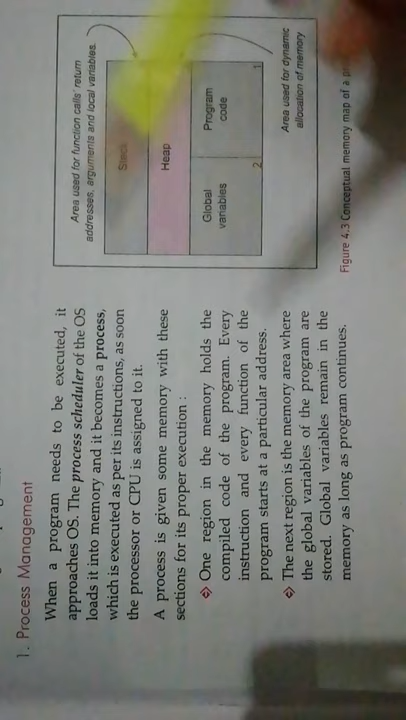 1. Process Management
When a program needs to be executed, it
approaches OS. The process scheduler of the OS
loads it into memory and it becomes a process,
which is executed as per its instructions, as soon
the processor or CPU is assigned to it.
A process is given some memory with these
sections for its proper execution :
One region in the memory holds the
compiled code of the program. Every
instruction and every function of the
program starts at a particular address.
The next region is the memory area where
the global variables of the program are
stored. Global variables remain in the
memory as long as program continues.
Area used for function calls' return
addresses, arguments and local variables.
Stack
Heap
Global
variables
2
Program
code
1
Area used for dynamic
allocation of memory
Figure 4.3 Conceptual memory map of a